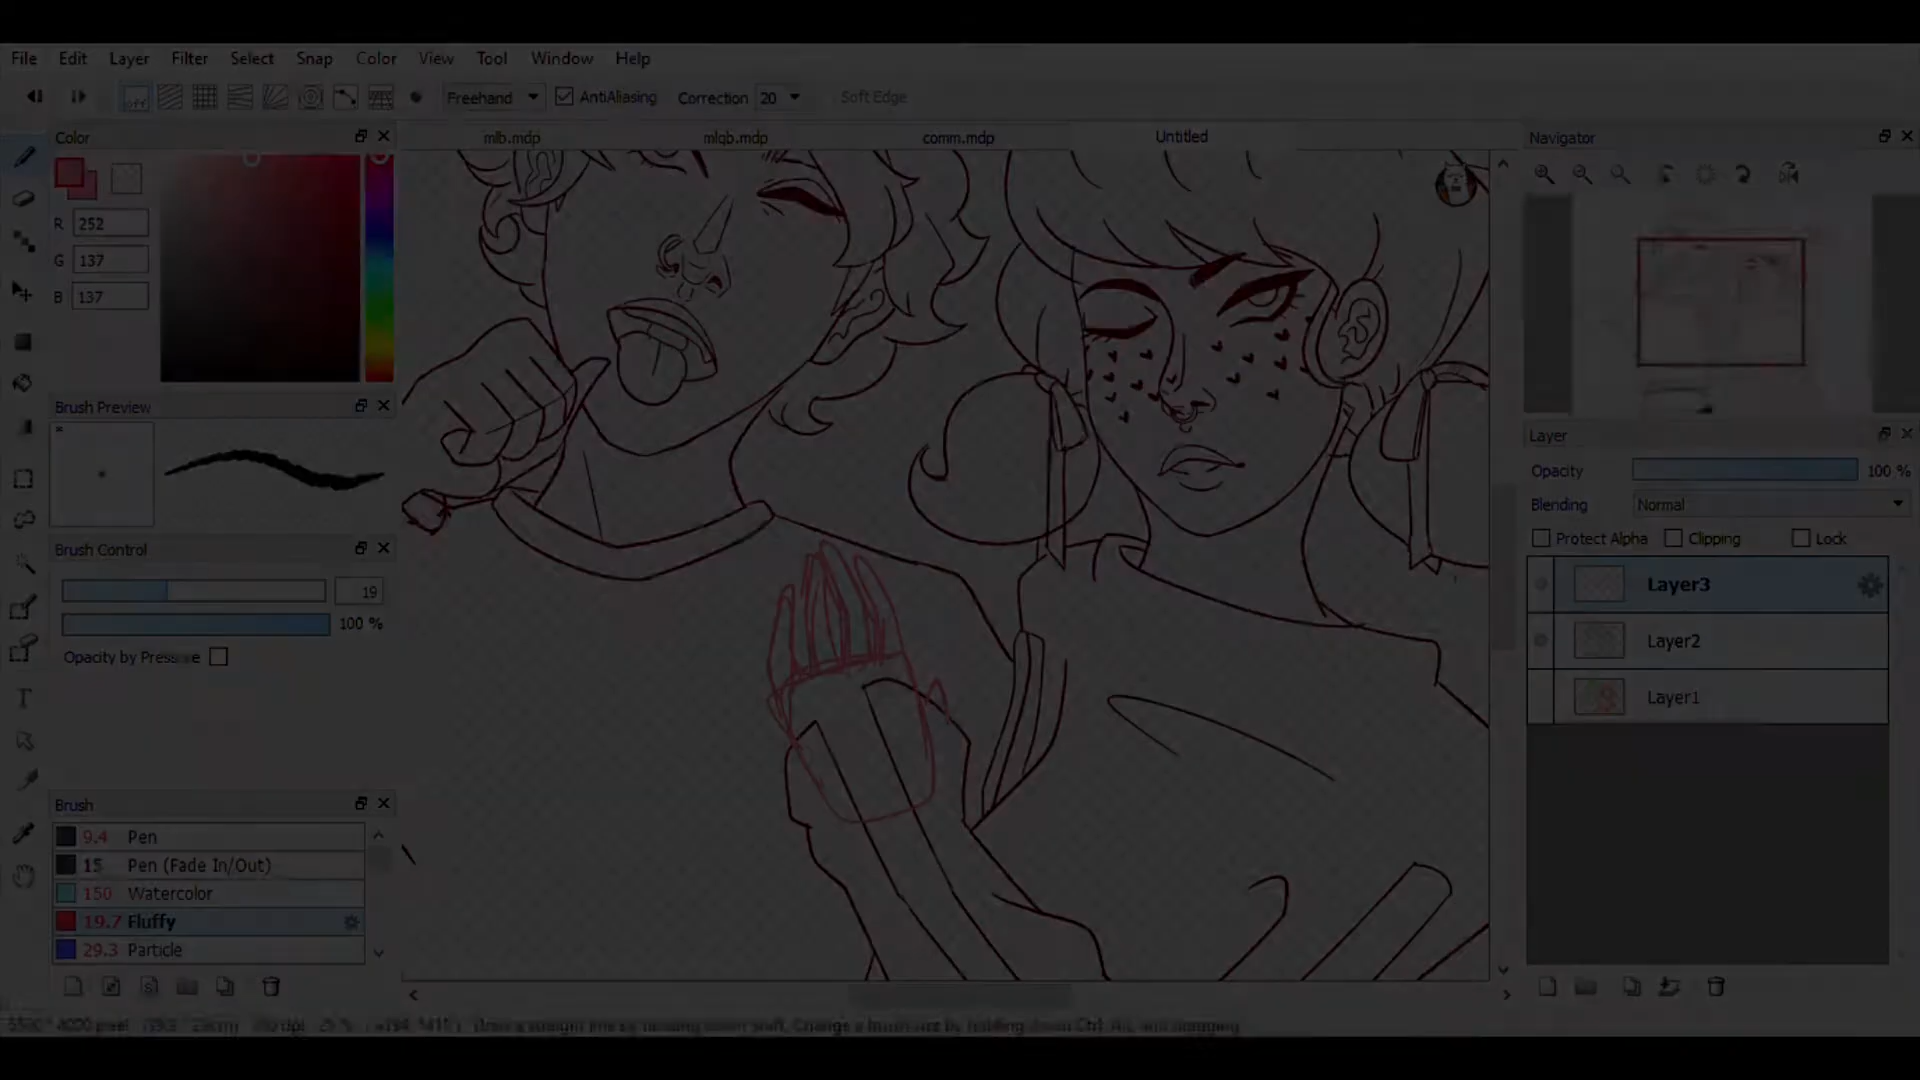 File Edit Layer Filter Select Snap Color View Tool Window Help
off Freehand AntiAliasing Correction 20 Soft Edge
Color
mlb.mdp mlqb.mdp comm.mdp Untitled
Navigator
R 252
G 137
B 137
Brush Preview
Layer
Opacity 100 %
Blending Normal
Protect Alpha Clipping Lock
Brush Control
19
100 %
Opacity by Pressure
Layer3
Layer2
Layer1
Brush
9.4 Pen
15 Pen (Fade In/Out)
150 Watercolor
19.7 Fluffy
29.3 Particle